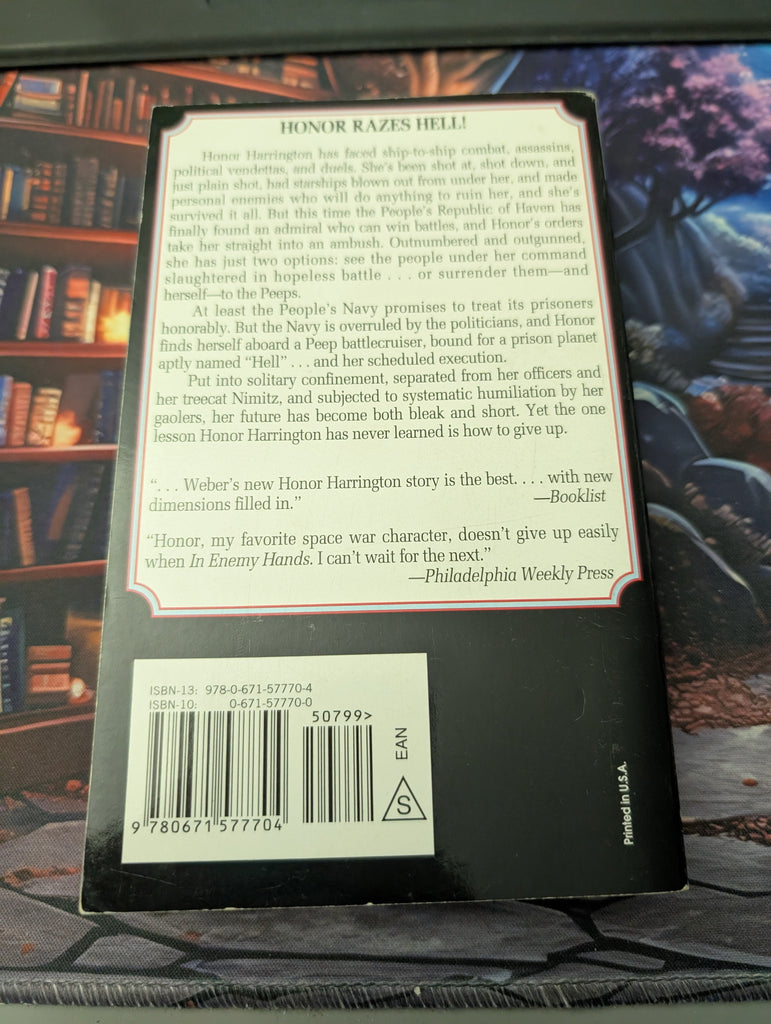 HONOR RAZES HELL!
Honor Harrington has faced ship-to-ship combat, assassins,
political vendettas, and duels. She's been shot at, shot down, and
just plain shot, had starships blown out from under her, and made
personal enemies who will do anything to ruin her, and she's
survived it all. But this time the People's Republic of Haven has
finally found an admiral who can win battles, and Honor's orders
take her straight into an ambush. Outnumbered and outgunned,
she has just two options: see the people under her command
slaughtered in hopeless battle . . . or surrender them—and
herself—to the Peeps.
At least the People's Navy promises to treat its prisoners
honorably. But the Navy is overruled by the politicians, and Honor
finds herself aboard a Peep battlecruiser, bound for a prison planet
aptly named "Hell" . . . and her scheduled execution.
Put into solitary confinement, separated from her officers and
her treecat Nimitz, and subjected to systematic humiliation by her
gaolers, her future has become both bleak and short. Yet the one
lesson Honor Harrington has never learned is how to give up.
". . . Weber's new Honor Harrington story is the best. . . . with new
dimensions filled in."
—Booklist
"Honor, my favorite space war character, doesn't give up easily
when In Enemy Hands. I can't wait for the next."
—Philadelphia Weekly Press
ISBN-13: 978-0-671-57770-4
ISBN-10: 0-671-57770-0
50799>
EAN
S
9 780671 577704
Printed in U.S.A.